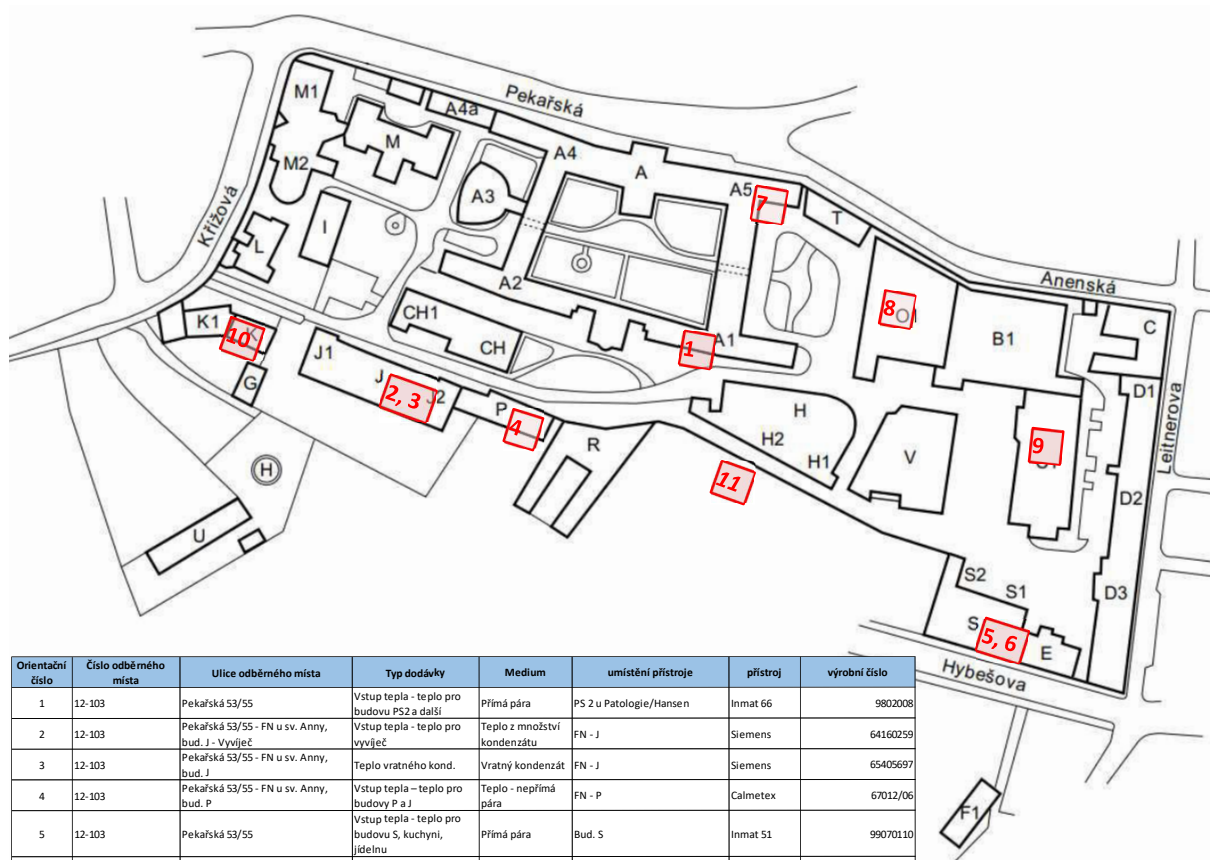 Pekařská
M1
A4a
M
A4
A
M2
A3
A5
7
T
Křížová
L
I
Anenská
A2
8
O
C
K1
K
10
CH1
CH
1
A1
B1
J1
J
2, 3
J2
G
P
4
D1
H
H2
H1
R
V
9
Leitnerova
H
11
U
D2
S2
S1
D3
S
5, 6
E
Hybešova
F1
Orientační číslo Číslo odběrného místa Ulice odběrného místa Typ dodávky Medium umístění přístroje přístroj výrobní číslo
1 12-103 Pekařská 53/55 Vstup tepla - teplo pro budovu PS2 a další Přímá pára PS 2 u Patologie/Hansen Inmat 66 9802008
2 12-103 Pekařská 53/55 - FN u sv. Anny, bud. J - Vyvíječ Vstup tepla - teplo pro vyvíječ Teplo z množství kondenzátu FN - J Siemens 64160259
3 12-103 Pekařská 53/55 - FN u sv. Anny, bud. J Teplo vratného kond. Vratný kondenzát FN - J Siemens 65405697
4 12-103 Pekařská 53/55 - FN u sv. Anny, bud. P Vstup tepla – teplo pro budovy P a J Teplo - nepřímá pára FN - P Calmetex 67012/06
5 12-103 Pekařská 53/55 Vstup tepla - teplo pro budovu S, kuchyni, jídelnu Přímá pára Bud. S Inmat 51 99070110